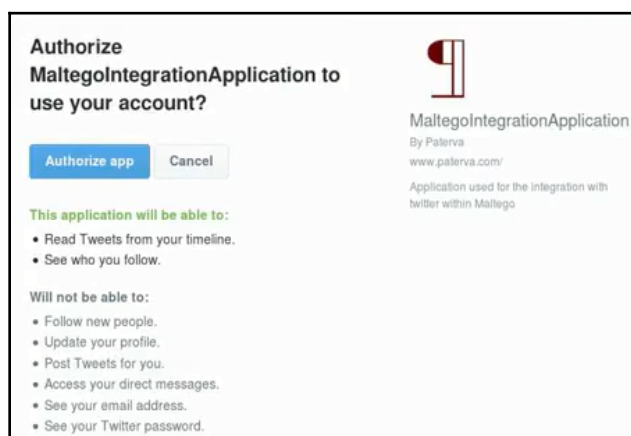 Authorize
MaltegoIntegrationApplication to
use your account?
Authorize app
Cancel
This application will be able to:
• Read Tweets from your timeline.
• See who you follow.
Will not be able to:
• Follow new people.
• Update your profile.
• Post Tweets for you.
• Access your direct messages.
• See your email address.
• See your Twitter password.
MaltegoIntegrationApplication
By Paterva
www.paterva.com/
Application used for the integration with
twitter within Maltego